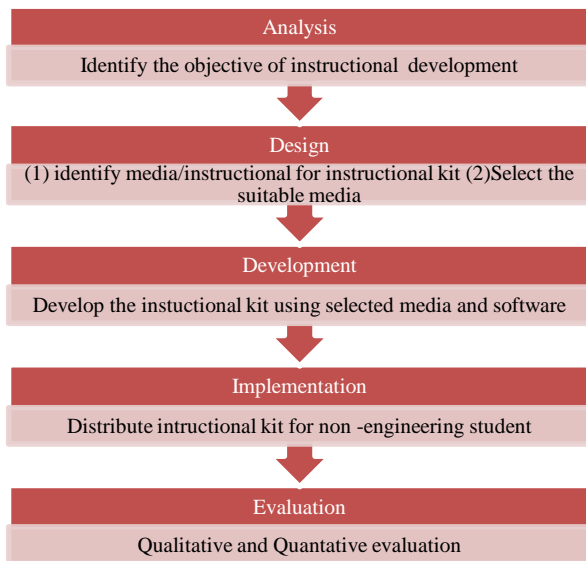 Analysis
Identify the objective of instructional development
Design
(1) identify media/instructional for instructional kit (2)Select the
suitable media
Development
Develop the instuctional kit using selected media and software
Implementation
Distribute intructional kit for non -engineering student
Evaluation
Qualitative and Quantative evaluation